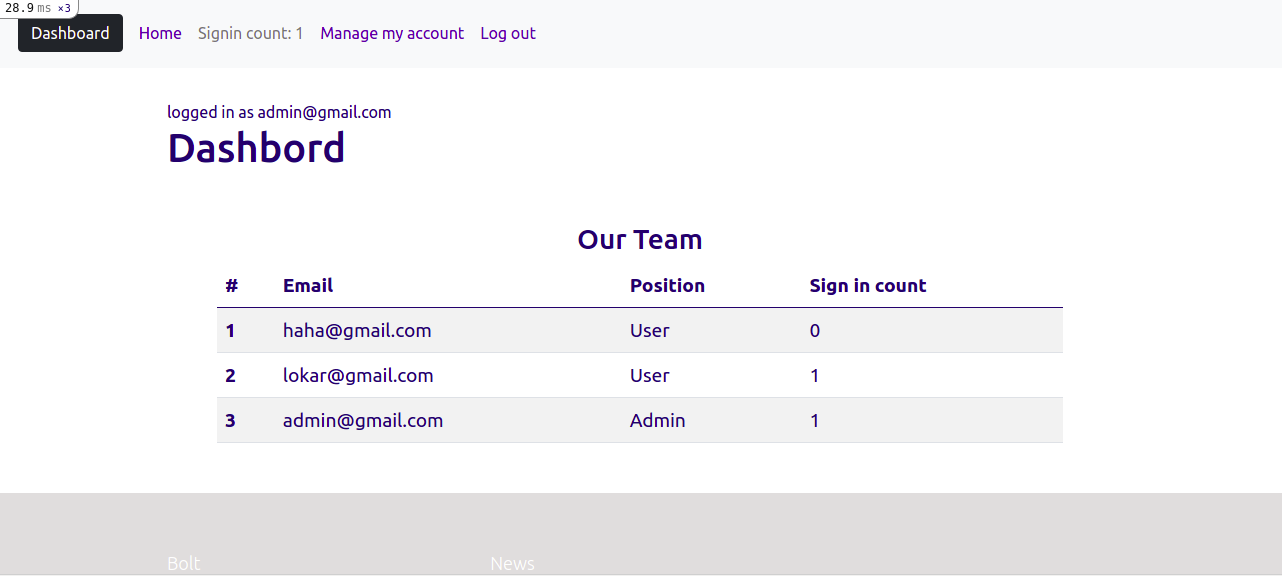 28.9 ms ×3
Dashboard Home Signin count: 1 Manage my account Log out
logged in as admin@gmail.com
Dashbord
Our Team
# Email Position Sign in count
1 haha@gmail.com User 0
2 lokar@gmail.com User 1
3 admin@gmail.com Admin 1
Bolt News